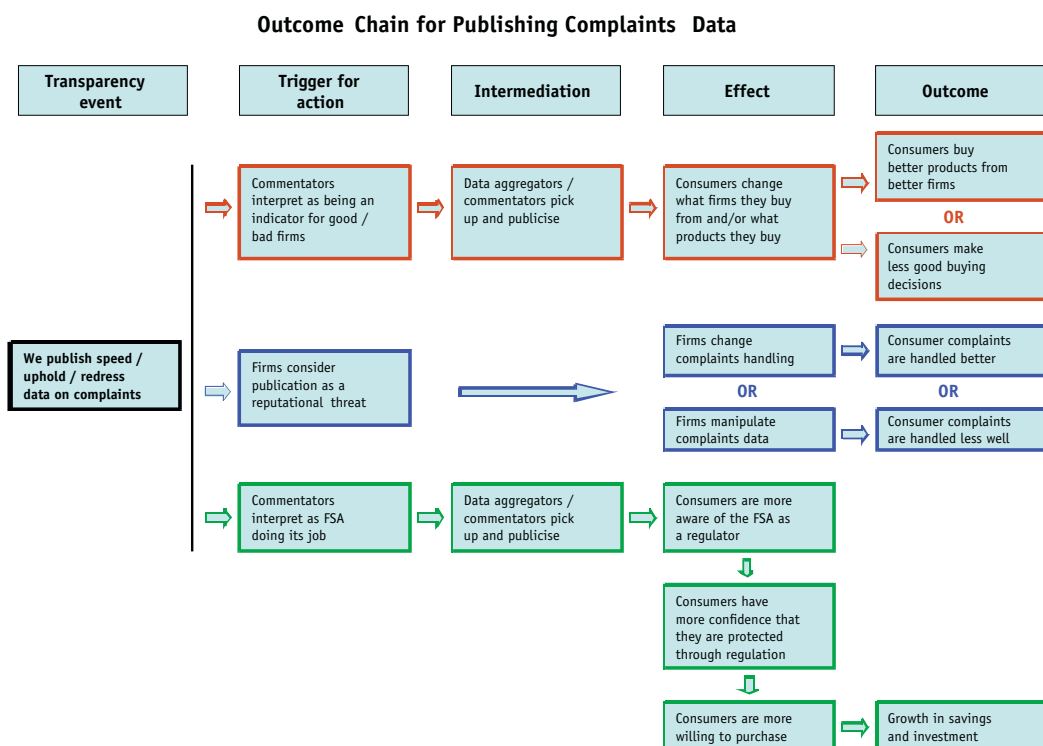 Outcome Chain for Publishing Complaints Data
Transparency
event
Trigger for
action
Intermediation
Effect
Outcome
Commentators
interpret as being an
indicator for good /
bad firms
Data aggregators /
commentators pick
up and publicise
Consumers change
what firms they buy
from and/or what
products they buy
Consumers buy
better products from
better firms
OR
Consumers make
less good buying
decisions
We publish speed /
uphold / redress
data on complaints
Firms consider
publication as a
reputational threat
Firms change
complaints handling
OR
Firms manipulate
complaints data
Consumer complaints
are handled better
OR
Consumer complaints
are handled less well
Commentators
interpret as FSA
doing its job
Data aggregators /
commentators pick
up and publicise
Consumers are more
aware of the FSA as
a regulator
Consumers have
more confidence that
they are protected
through regulation
Consumers are more
willing to purchase
Growth in savings
and investment